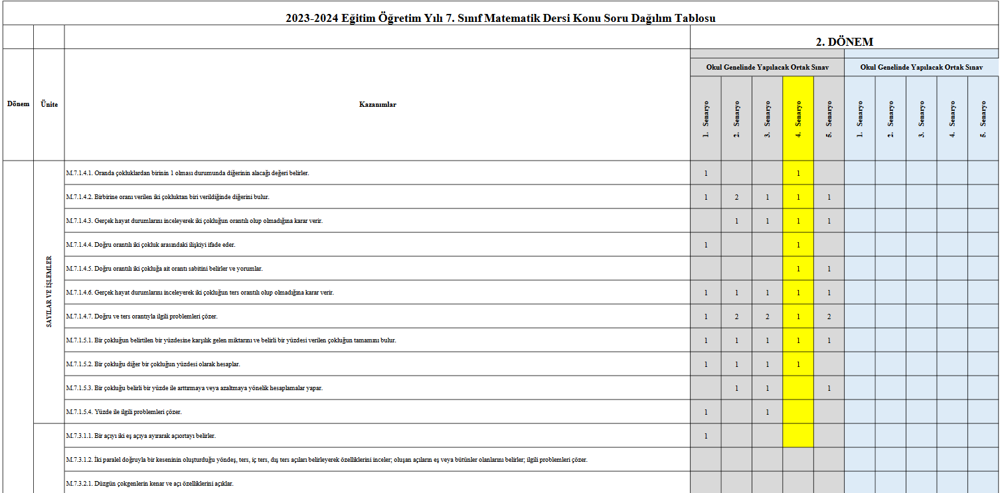 2023-2024 Eğitim Öğretim Yılı 7. Sınıf Matematik Dersi Konu Soru Dağılım Tablosu
2. DÖNEM
Okul Genelinde Yapılacak Ortak Sınav Okul Genelinde Yapılacak Ortak Sınav
Dönem Ünite Kazanımlar 1. Senaryo 2. Senaryo 3. Senaryo 4. Senaryo 5. Senaryo 1. Senaryo 2. Senaryo 3. Senaryo 4. Senaryo 5. Senaryo
SAYILAR VE İŞLEMLER
M.7.1.4.1. Oranda çokluklardan birinin 1 olması durumunda diğerinin alacağı değeri belirler. 1 1
M.7.1.4.2. Birbirine oranı verilen iki çokluktan biri verildiğinde diğerini bulur. 1 2 1 1 1
M.7.1.4.3. Gerçek hayat durumlarını inceleyerek iki çokluğun orantılı olup olmadığına karar verir. 1 1 1 1
M.7.1.4.4. Doğru orantılı iki çokluk arasındaki ilişkiyi ifade eder. 1 1
M.7.1.4.5. Doğru orantılı iki çokluğa ait orantı sabitini belirler ve yorumlar. 1 1
M.7.1.4.6. Gerçek hayat durumlarını inceleyerek iki çokluğun ters orantılı olup olmadığına karar verir. 1 1 1 1 1
M.7.1.4.7. Doğru ve ters orantıyla ilgili problemleri çözer. 1 2 2 1 2
M.7.1.5.1. Bir çokluğun belirtilen bir yüzdesine karşılık gelen miktarını ve belirli bir yüzdesi verilen çokluğun tamamını bulur. 1 1 1 1 1
M.7.1.5.2. Bir çokluğu diğer bir çokluğun yüzdesi olarak hesaplar. 1 1 1 1
M.7.1.5.3. Bir çokluğu belirli bir yüzde ile arttırmaya veya azaltmaya yönelik hesaplamalar yapar. 1 1 1
M.7.1.5.4. Yüzde ile ilgili problemleri çözer. 1 1
M.7.3.1.1. Bir açıyı iki eş açıya ayırarak açıortayı belirler. 1
M.7.3.1.2. İki paralel doğruyla bir keseninin oluşturduğu yöndeş, ters, iç ters, dış ters açıları belirleyerek özelliklerini inceler; oluşan açıların eş veya bütünler olanlarını belirler; ilgili problemleri çözer.
M.7.3.2.1. Düzgün çokgenlerin kenar ve açı özelliklerini açıklar.